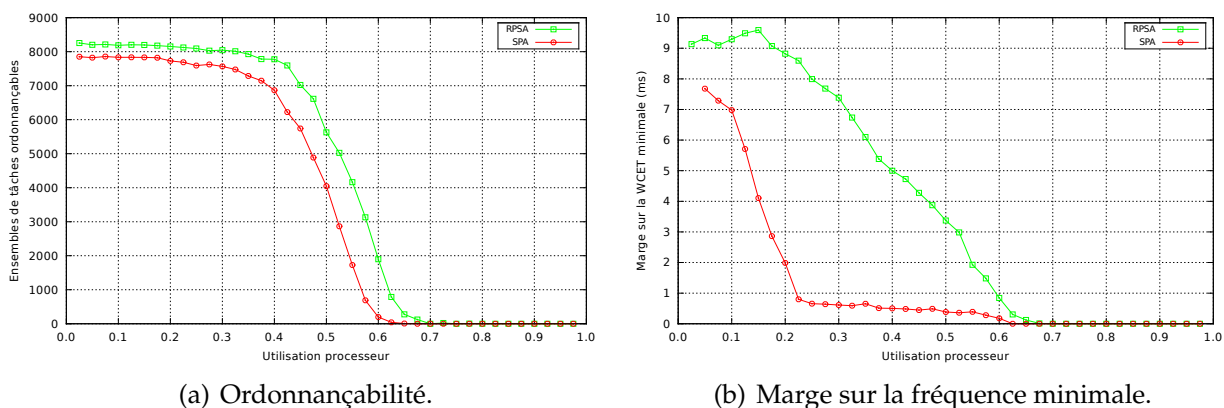 9000
8000
7000
6000
5000
4000
3000
2000
1000
0
Ensembles de tâches ordonnançables
RPSA
SPA
0.0 0.1 0.2 0.3 0.4 0.5 0.6 0.7 0.8 0.9 1.0
Utilisation processeur
(a) Ordonnançabilité.
10
9
8
7
6
5
4
3
2
1
0
Marge sur la WCET minimale (ms)
RPSA
SPA
0.0 0.1 0.2 0.3 0.4 0.5 0.6 0.7 0.8 0.9 1.0
Utilisation processeur
(b) Marge sur la fréquence minimale.